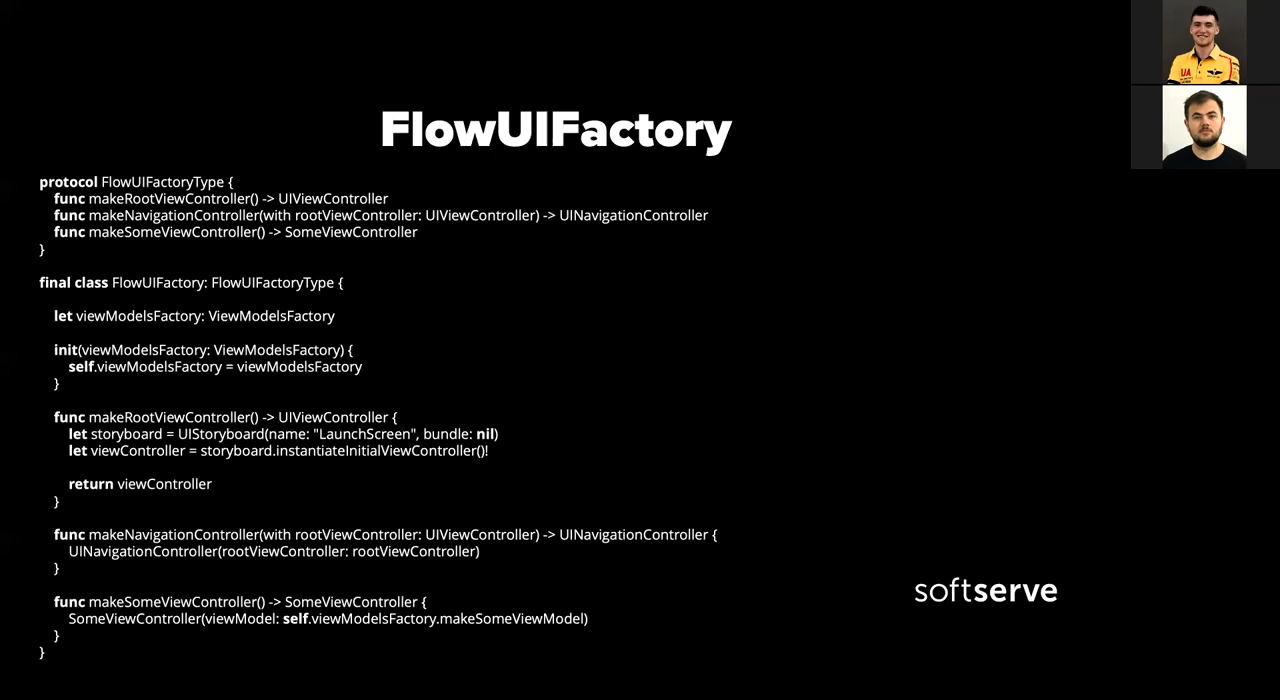 FlowUIFactory
protocol FlowUIFactoryType {
func makeRootViewController() -> UIViewController
func makeNavigationController(with rootViewController: UIViewController) -> UINavigationController
func makeSomeViewController() -> SomeViewController
}
final class FlowUIFactory: FlowUIFactoryType {
let viewModelsFactory: ViewModelsFactory
init(viewModelsFactory: ViewModelsFactory) {
self.viewModelsFactory = viewModelsFactory
}
func makeRootViewController() -> UIViewController {
let storyboard = UIStoryboard(name: "LaunchScreen", bundle: nil)
let viewController = storyboard.instantiateInitialViewController()!
return viewController
}
func makeNavigationController(with rootViewController: UIViewController) -> UINavigationController {
UINavigationController(rootViewController: rootViewController)
}
func makeSomeViewController() -> SomeViewController {
SomeViewController(viewModel: self.viewModelsFactory.makeSomeViewModel)
}
}
softserve
UA